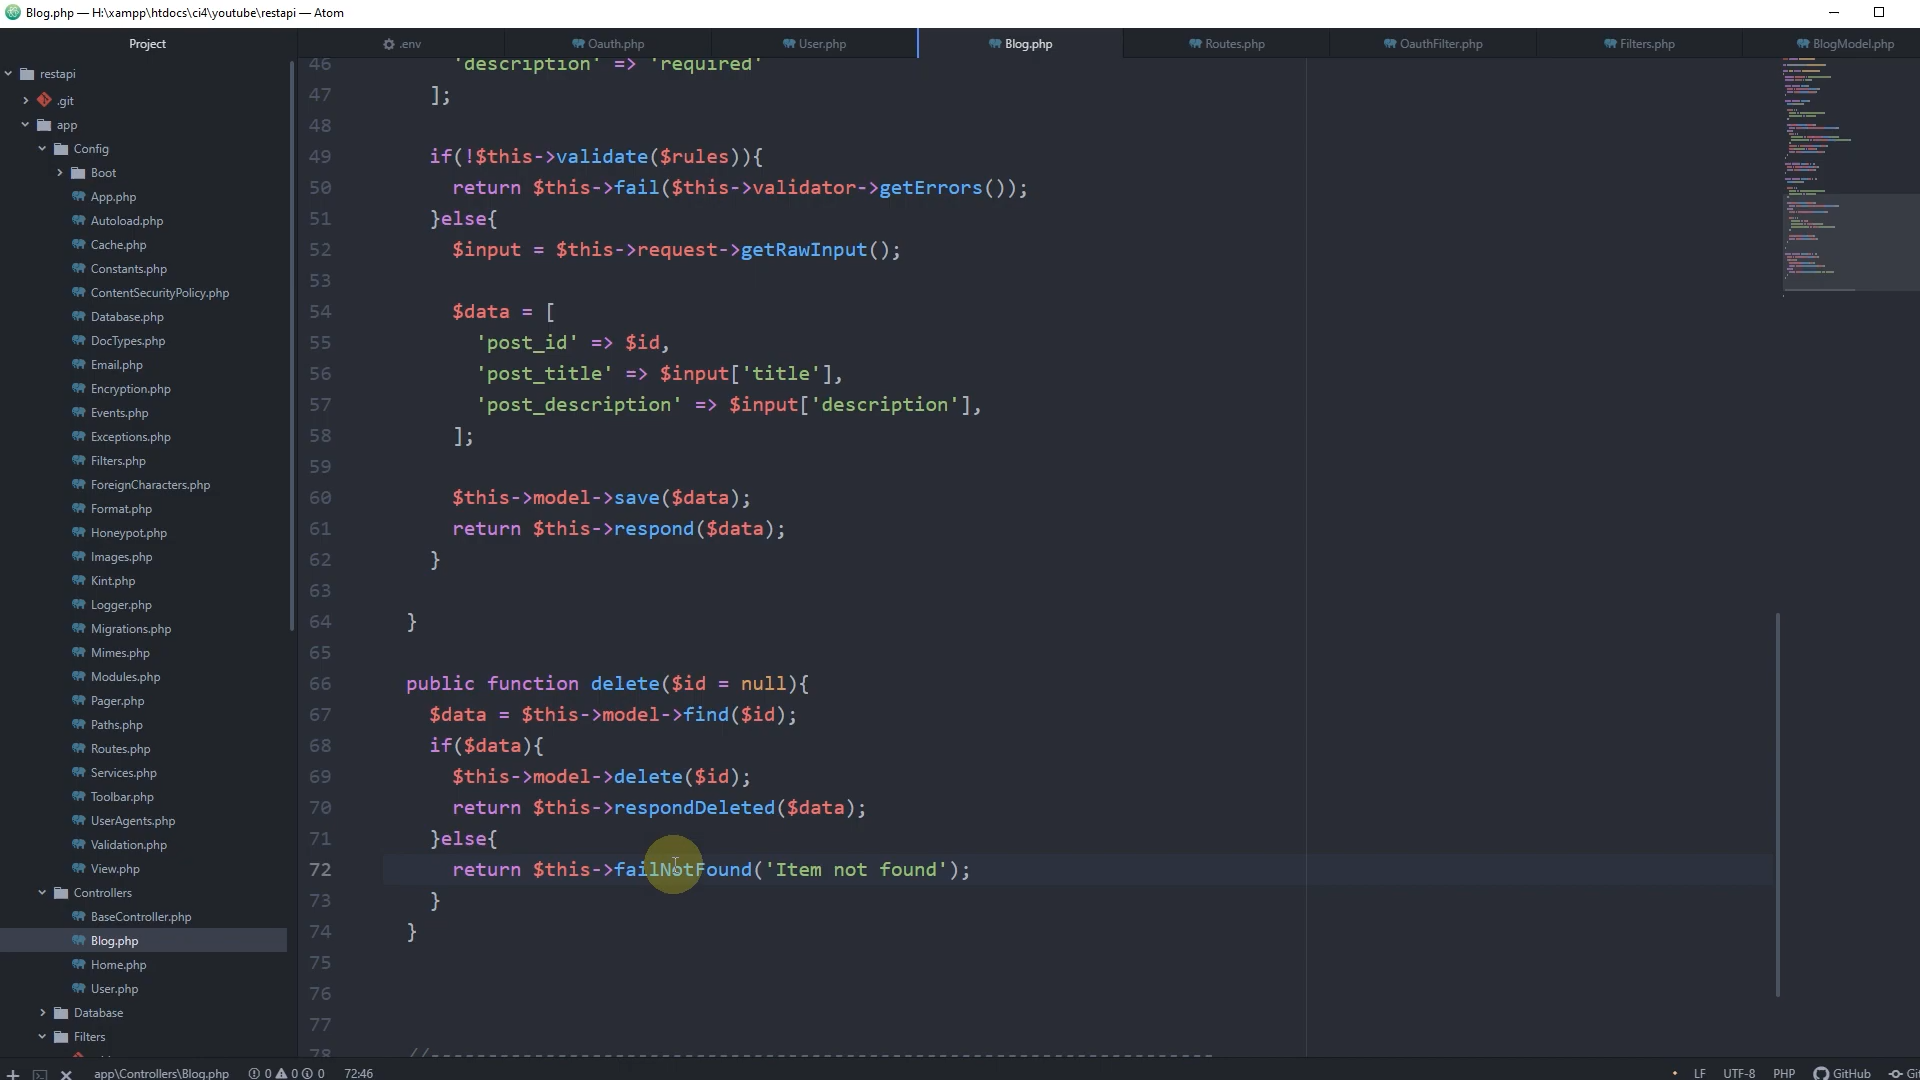 Blog.php — H:\xampp\htdocs\ci4\youtube\restapi — Atom
Project
.env
Oauth.php
User.php
Blog.php
Routes.php
OauthFilter.php
Filters.php
BlogModel.php
restapi
.git
app
Config
Boot
App.php
Autoload.php
Cache.php
Constants.php
ContentSecurityPolicy.php
Database.php
DocTypes.php
Email.php
Encryption.php
Events.php
Exceptions.php
Filters.php
ForeignCharacters.php
Format.php
Honeypot.php
Images.php
Kint.php
Logger.php
Migrations.php
Mimes.php
Modules.php
Pager.php
Paths.php
Routes.php
Services.php
Toolbar.php
UserAgents.php
Validation.php
View.php
Controllers
BaseController.php
Blog.php
Home.php
User.php
Database
Filters
46 'description' => 'required'
47 ];
48
49 if(!$this->validate($rules)){
50 return $this->fail($this->validator->getErrors());
51 }else{
52 $input = $this->request->getRawInput();
53
54 $data = [
55 'post_id' => $id,
56 'post_title' => $input['title'],
57 'post_description' => $input['description'],
58 ];
59
60 $this->model->save($data);
61 return $this->respond($data);
62 }
63
64 }
65
66 public function delete($id = null){
67 $data = $this->model->find($id);
68 if($data){
69 $this->model->delete($id);
70 return $this->respondDeleted($data);
71 }else{
72 return $this->failNotFound('Item not found');
73 }
74 }
75
76
77
78 //--------------------------------------------------------------------
app\Controllers\Blog.php 0 0 0 72:46
LF UTF-8 PHP GitHub Git